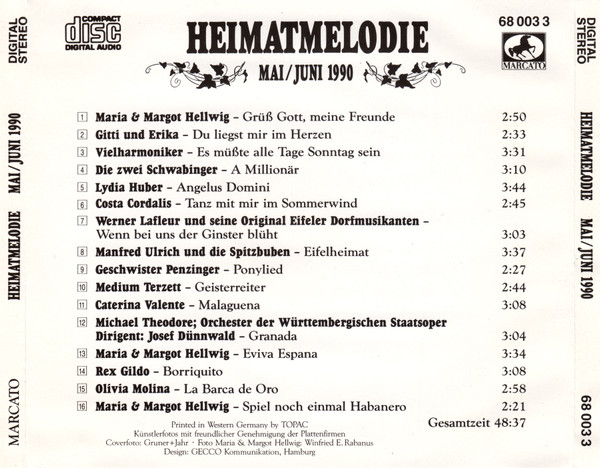 COMPACT
disc
DIGITAL AUDIO
HEIMATMELODIE
MAI/JUNI 1990
68 003 3
MARCATO
1 Maria & Margot Hellwig – Grüß Gott, meine Freunde 2:50
2 Gitti und Erika – Du liegst mir im Herzen 2:33
3 Vielharmoniker – Es müßte alle Tage Sonntag sein 3:31
4 Die zwei Schwabinger – A Millionär 3:10
5 Lydia Huber – Angelus Domini 3:44
6 Costa Cordalis – Tanz mit mir im Sommerwind 2:45
7 Werner Lafleur und seine Original Eifeler Dorfmusikanten –
Wenn bei uns der Ginster blüht 3:03
8 Manfred Ulrich und die Spitzbuben – Eifelheimat 3:37
9 Geschwister Penzinger – Ponylied 2:27
10 Medium Terzett – Geisterreiter 2:44
11 Caterina Valente – Malaguena 3:08
12 Michael Theodore; Orchester der Württembergischen Staatsoper
Dirigent: Josef Dünnwald – Granada 3:04
13 Maria & Margot Hellwig – Eviva Espana 3:34
14 Rex Gildo – Borriquito 3:08
15 Olivia Molina – La Barca de Oro 2:58
16 Maria & Margot Hellwig – Spiel noch einmal Habanero 2:21
Gesamtzeit 48:37
Printed in Western Germany by TOPAC
Künstlerfotos mit freundlicher Genehmigung der Plattenfirmen
Coverfoto: Gruner+Jahr · Foto Maria & Margot Hellwig: Winfried E. Rabanus
Design: GECCO Kommunikation, Hamburg
DIGITAL
STEREO
HEIMATMELODIE MAI/JUNI 1990
MARCATO
DIGITAL
STEREO
HEIMATMELODIE MAI/JUNI 1990
68 003 3